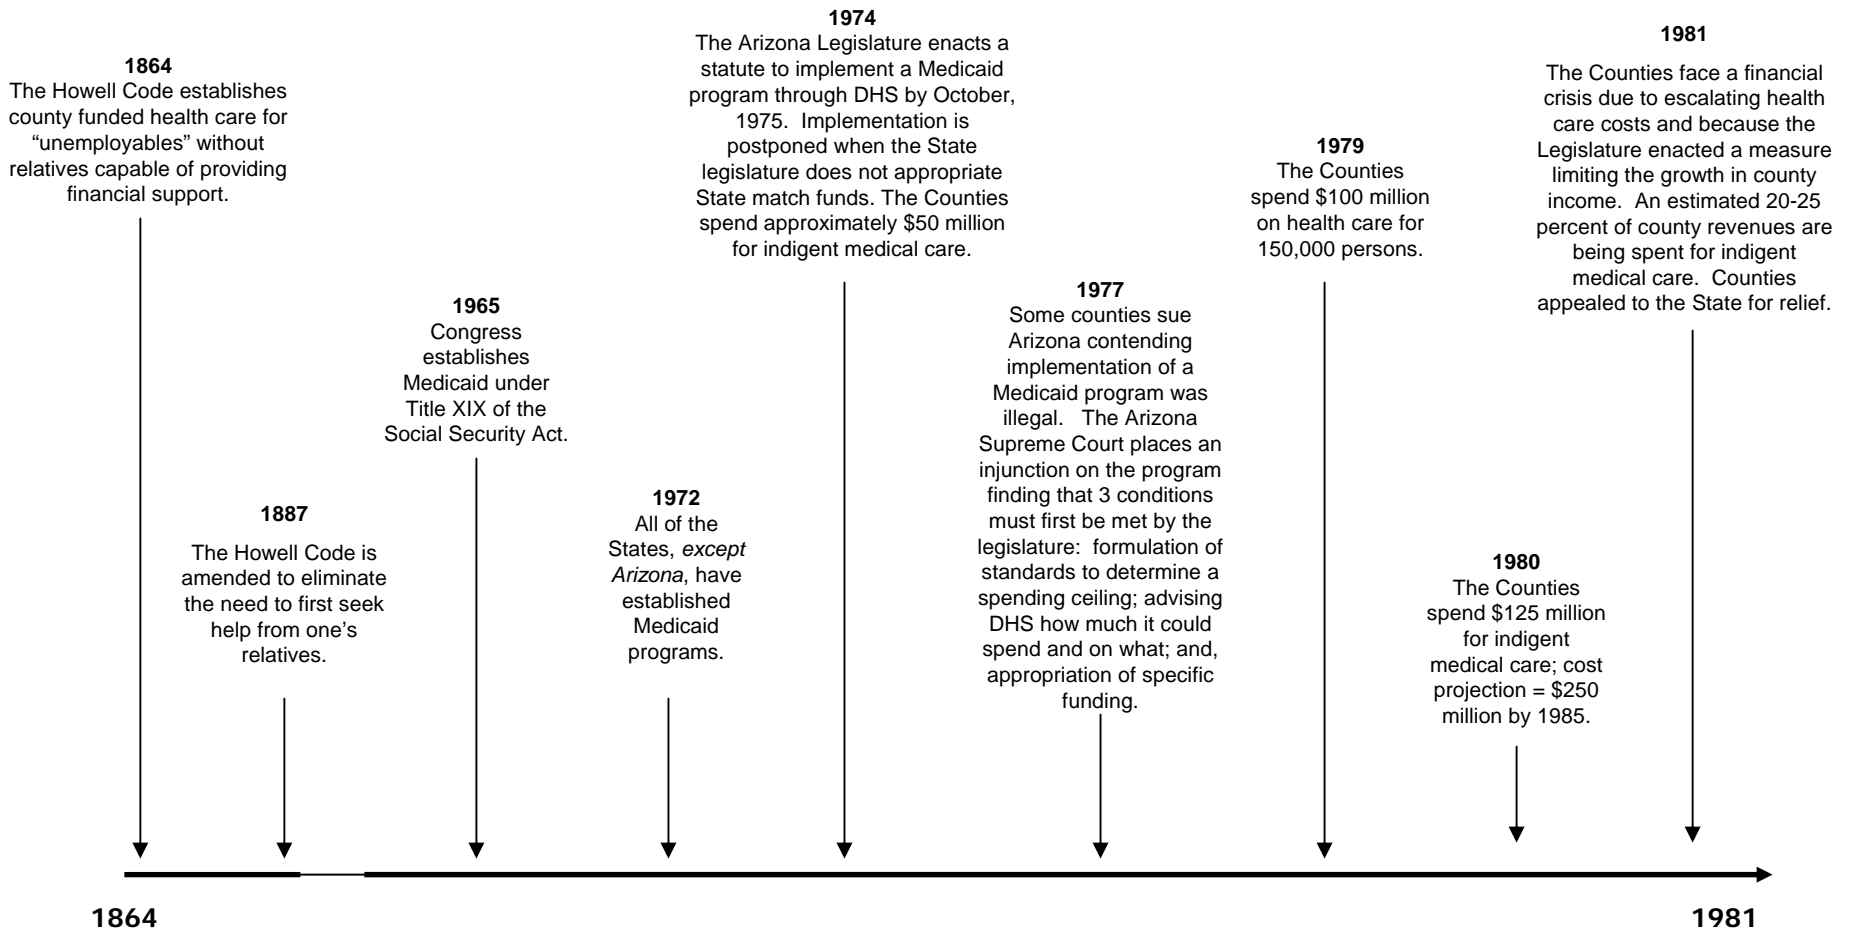 1864
The Howell Code establishes
county funded health care for
“unemployables” without
relatives capable of providing
financial support.
1887
The Howell Code is
amended to eliminate
the need to first seek
help from one’s
relatives.
1965
Congress
establishes
Medicaid under
Title XIX of the
Social Security Act.
1972
All of the
States, except
Arizona, have
established
Medicaid
programs.
1974
The Arizona Legislature enacts a
statute to implement a Medicaid
program through DHS by October,
1975.  Implementation is
postponed when the State
legislature does not appropriate
State match funds. The Counties
spend approximately $50 million
for indigent medical care.
1977
Some counties sue
Arizona contending
implementation of a
Medicaid program was
illegal.   The Arizona
Supreme Court places an
injunction on the program
finding that 3 conditions
must first be met by the
legislature:  formulation of
standards to determine a
spending ceiling; advising
DHS how much it could
spend and on what; and,
appropriation of specific
funding.
1979
The Counties
spend $100 million
on health care for
150,000 persons.
1980
The Counties
spend $125 million
for indigent
medical care; cost
projection = $250
million by 1985.
1981
The Counties face a financial
crisis due to escalating health
care costs and because the
Legislature enacted a measure
limiting the growth in county
income.  An estimated 20-25
percent of county revenues are
being spent for indigent
medical care.  Counties
appealed to the State for relief.
1864
1981